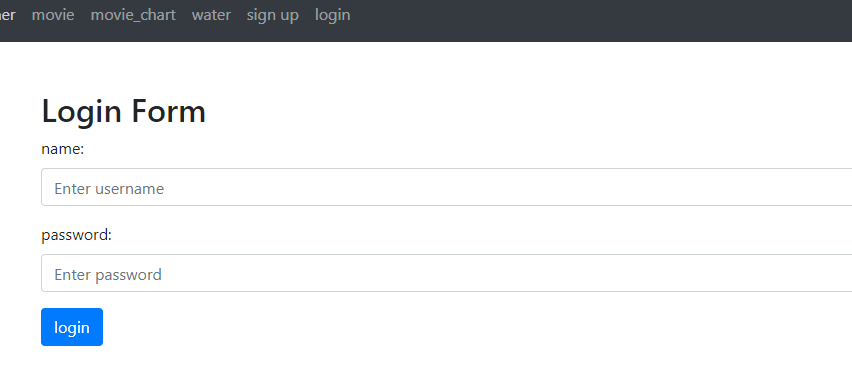 movie movie_chart water sign up login
Login Form
name:
Enter username
password:
Enter password
login